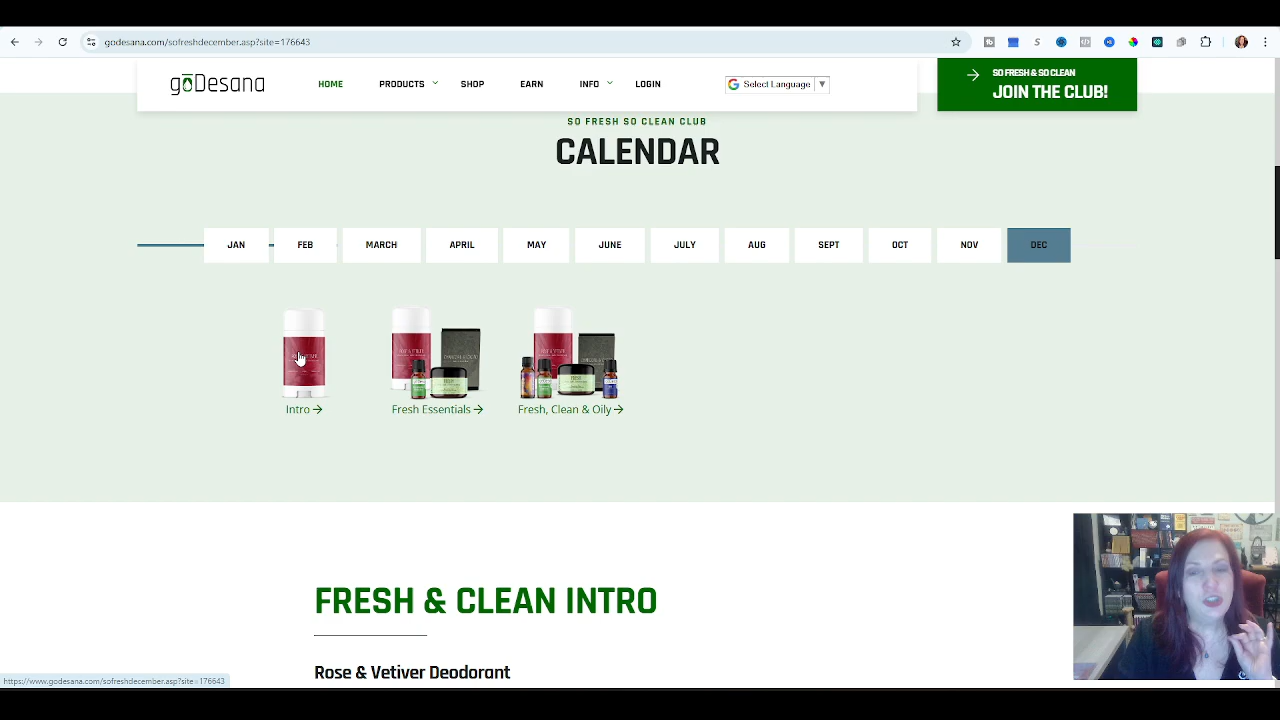 godesana.com/sofreshdecember.asp?site=176643
gōDesana
HOME
PRODUCTS
SHOP
EARN
INFO
LOGIN
Select Language
SO FRESH & SO CLEAN
JOIN THE CLUB!
SO FRESH SO CLEAN CLUB
CALENDAR
JAN
FEB
MARCH
APRIL
MAY
JUNE
JULY
AUG
SEPT
OCT
NOV
DEC
Intro →
Fresh Essentials →
Fresh, Clean & Oily →
FRESH & CLEAN INTRO
Rose & Vetiver Deodorant
https://www.godesana.com/sofreshdecember.asp?site=176643